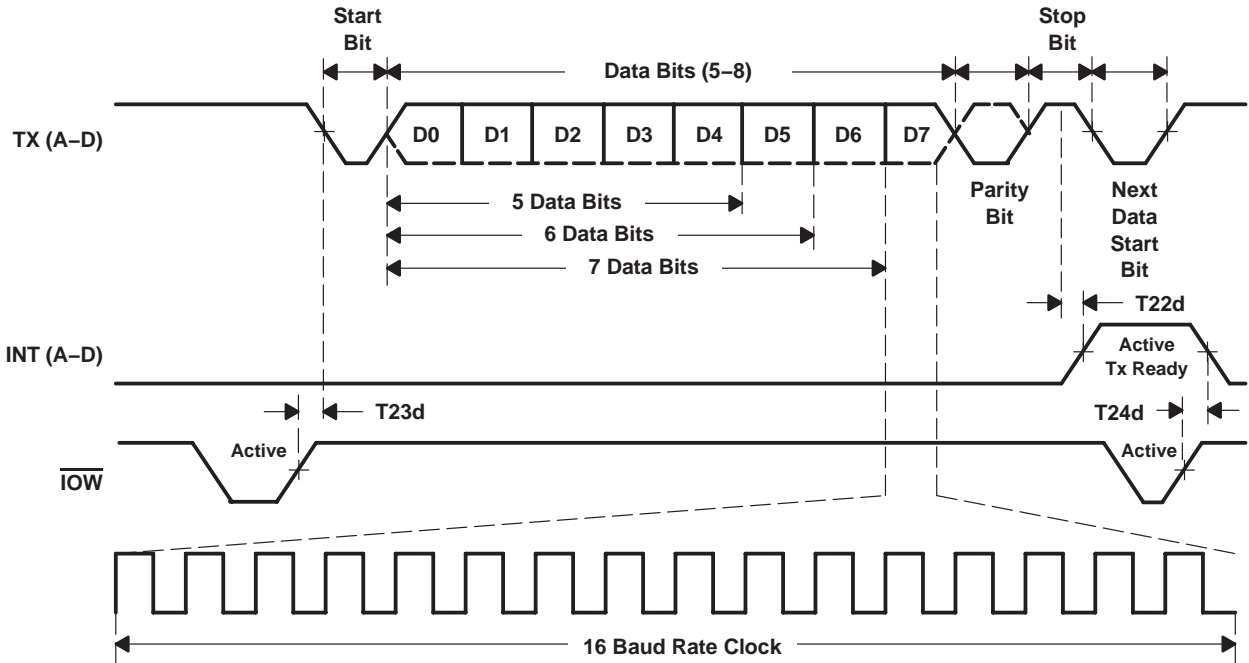 Start
Bit
Stop
Bit
Data Bits (5–8)
TX (A–D)
D0 D1 D2 D3 D4 D5 D6 D7
Parity
Bit
Next
Data
Start
Bit
5 Data Bits
6 Data Bits
7 Data Bits
T22d
INT (A–D)
Active
Tx Ready
T23d
T24d
IOW
Active
Active
16 Baud Rate Clock